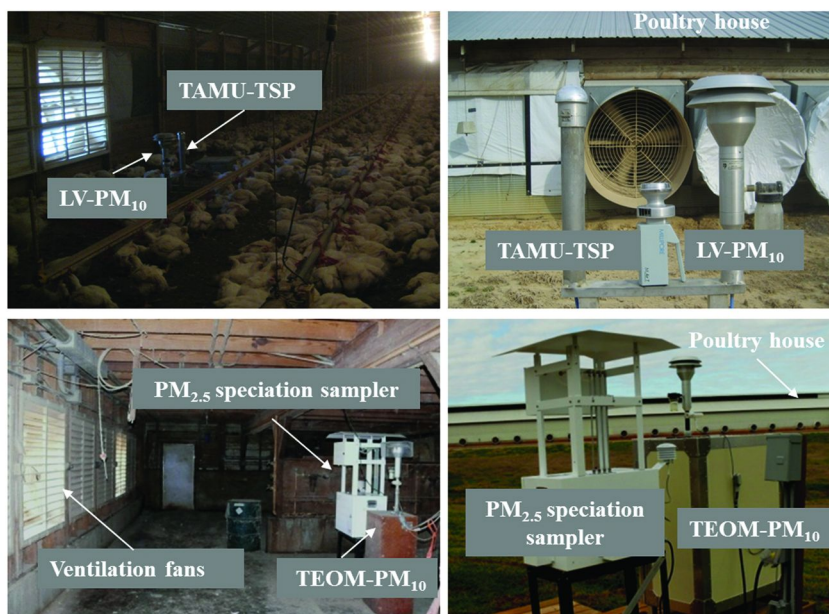 TAMU-TSP
LV-PM₁₀
Poultry house
TAMU-TSP
LV-PM₁₀
PM₂.₅ speciation sampler
Ventilation fans
TEOM-PM₁₀
Poultry house
PM₂.₅ speciation
sampler
TEOM-PM₁₀